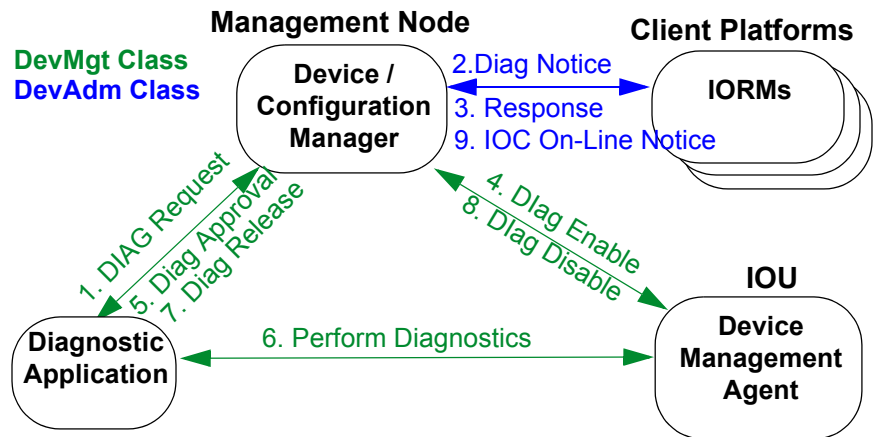 Management Node
Client Platforms
DevMgt Class
DevAdm Class
Device /
Configuration
Manager
2.Diag Notice
3. Response
9. IOC On-Line Notice
IORMs
1. DIAG Request
5. Diag Approval
7. Diag Release
4. DIag Enable
8. DIag Disable
IOU
Diagnostic
Application
6. Perform Diagnostics
Device
Management
Agent